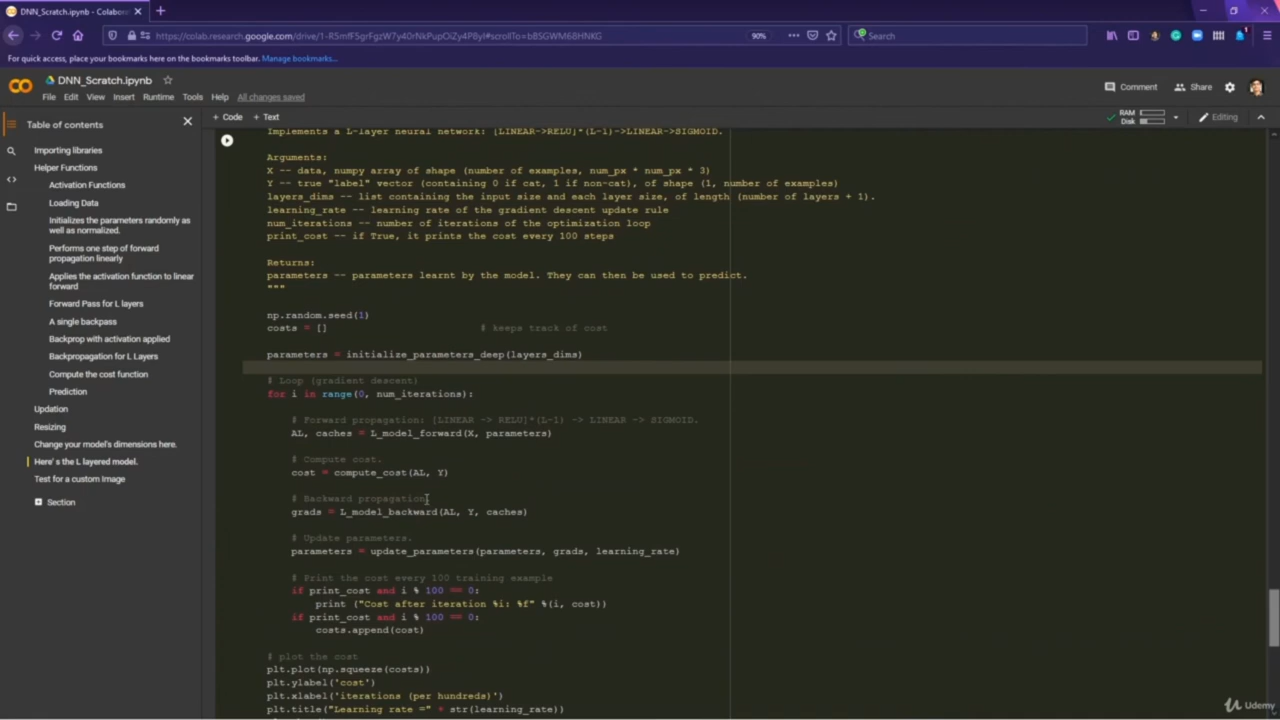 DNN_Scratch.ipynb - Colabora
https://colab.research.google.com/drive/1-R5mfF5grFgzW7y40rNkPupOiZy4P8yl#scrollTo=bBSGWM68HNKG
90%
Search
For quick access, place your bookmarks here on the bookmarks toolbar. Manage bookmarks...
DNN_Scratch.ipynb
File Edit View Insert Runtime Tools Help All changes saved
Comment Share
Table of contents
+ Code + Text
RAM
Disk
Editing
Importing libraries
Helper Functions
Activation Functions
Loading Data
Initializes the parameters randomly as
well as normalized.
Performs one step of forward
propagation linearly
Applies the activation function to linear
forward
Forward Pass for L layers
A single backpass
Backprop with activation applied
Backpropagation for L Layers
Compute the cost function
Prediction
Updation
Resizing
Change your model's dimensions here.
Here' s the L layered model.
Test for a custom Image
Section
Implements a L-layer neural network: [LINEAR->RELU]*(L-1)->LINEAR->SIGMOID.
Arguments:
X -- data, numpy array of shape (number of examples, num_px * num_px * 3)
Y -- true "label" vector (containing 0 if cat, 1 if non-cat), of shape (1, number of examples)
layers_dims -- list containing the input size and each layer size, of length (number of layers + 1).
learning_rate -- learning rate of the gradient descent update rule
num_iterations -- number of iterations of the optimization loop
print_cost -- if True, it prints the cost every 100 steps
Returns:
parameters -- parameters learnt by the model. They can then be used to predict.
"""
np.random.seed(1)
costs = [] # keeps track of cost
parameters = initialize_parameters_deep(layers_dims)
# Loop (gradient descent)
for i in range(0, num_iterations):
# Forward propagation: [LINEAR -> RELU]*(L-1) -> LINEAR -> SIGMOID.
AL, caches = L_model_forward(X, parameters)
# Compute cost.
cost = compute_cost(AL, Y)
# Backward propagation
grads = L_model_backward(AL, Y, caches)
# Update parameters.
parameters = update_parameters(parameters, grads, learning_rate)
# Print the cost every 100 training example
if print_cost and i % 100 == 0:
print ("Cost after iteration %i: %f" %(i, cost))
if print_cost and i % 100 == 0:
costs.append(cost)
# plot the cost
plt.plot(np.squeeze(costs))
plt.ylabel('cost')
plt.xlabel('iterations (per hundreds)')
plt.title("Learning rate =" + str(learning_rate))
Udemy